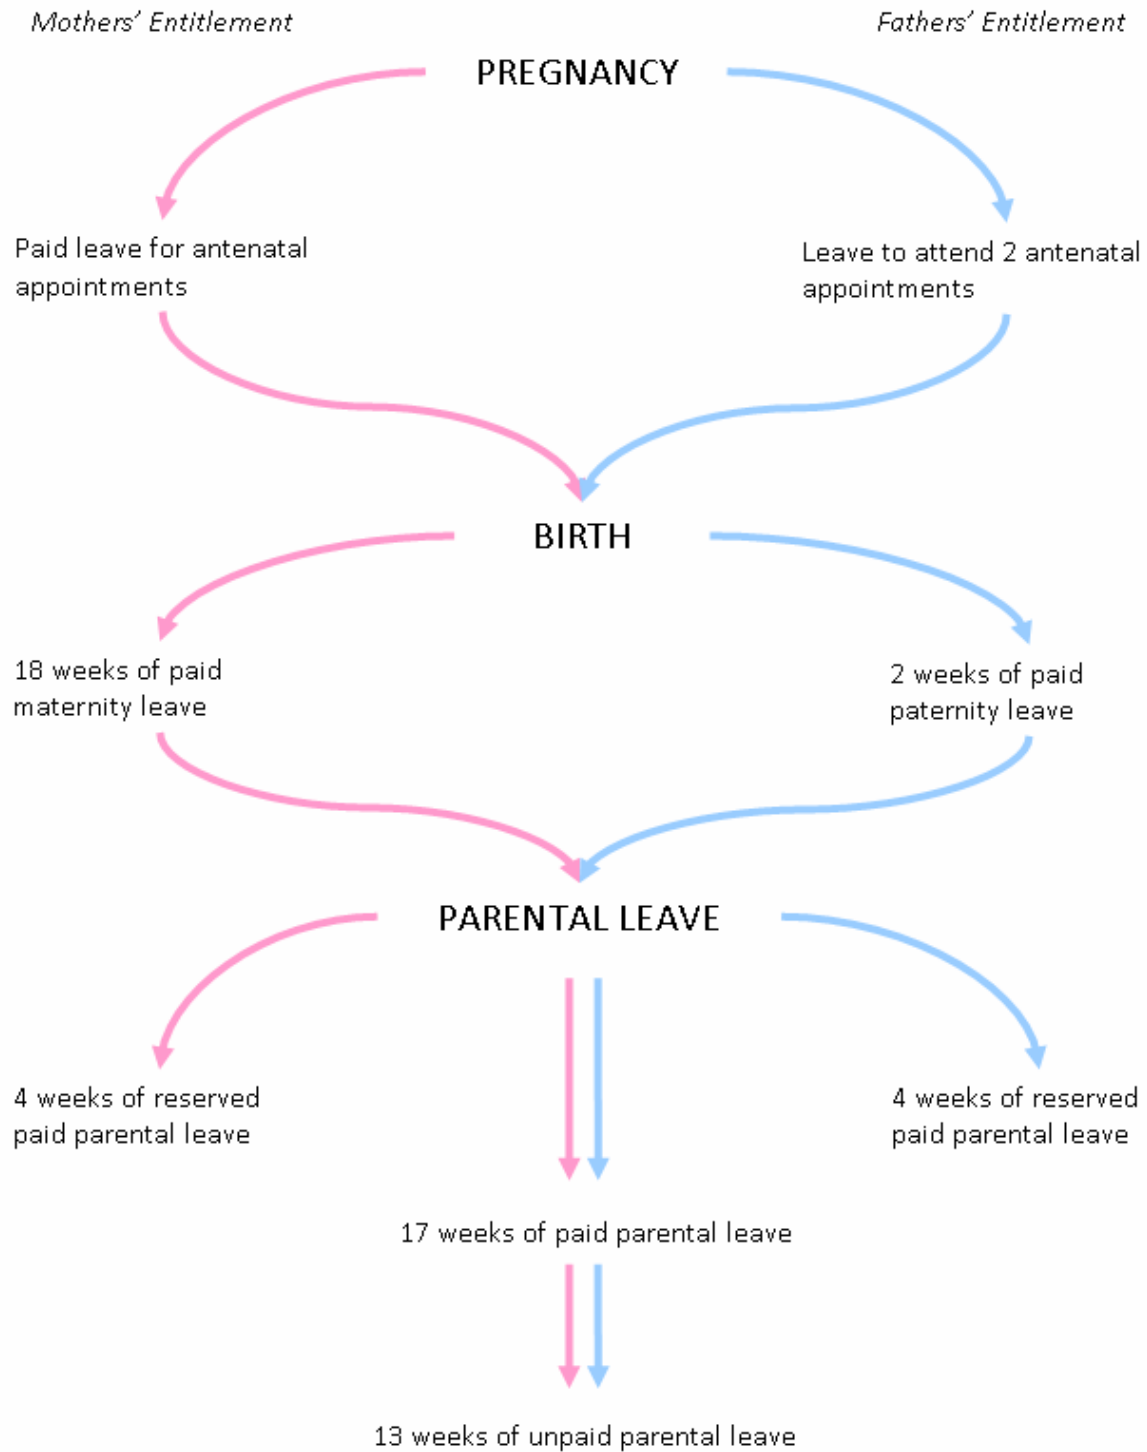 Mothers’ Entitlement
Fathers’ Entitlement
PREGNANCY
Paid leave for antenatal
appointments
Leave to attend 2 antenatal
appointments
BIRTH
18 weeks of paid
maternity leave
2 weeks of paid
paternity leave
PARENTAL LEAVE
4 weeks of reserved
paid parental leave
4 weeks of reserved
paid parental leave
17 weeks of paid parental leave
13 weeks of unpaid parental leave